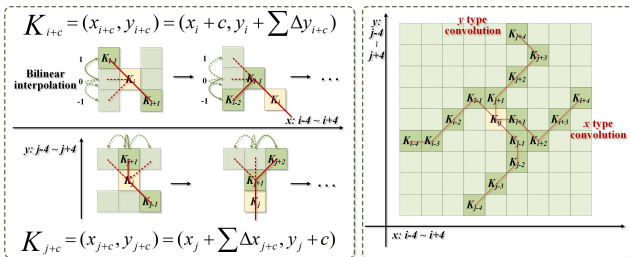 K_{i±c} = (x_{i±c}, y_{i±c}) = (x_i ± c, y_i + ∑Δy_{i±c})
Bilinear
interpolation
1
0
-1
K_{i-1}
K_i
K_{i+1}
K_{i-1}
K_{i-2}
K_i
...
x: i-4 ~ i+4
y: j-4 ~ j+4
K_{j+1}
K_j
K_{j-1}
K_{j+1}
K_{j+2}
K_j
...
K_{j±c} = (x_{j±c}, y_{j±c}) = (x_j + ∑Δx_{j±c}, y_j ± c)
y:
j-4
~
j+4
y type
convolution
K_{j+4}
K_{j+3}
K_{j+2}
K_{j+1}
K_{i-1}
K_{i+4}
K_{i-2}
K_{ij}
K_{i+1}
K_{i+3}
K_{i-4}
K_{i-3}
K_{j-1}
K_{i+2}
K_{j-2}
K_{j-3}
K_{j-4}
x type
convolution
x: i-4 ~ i+4